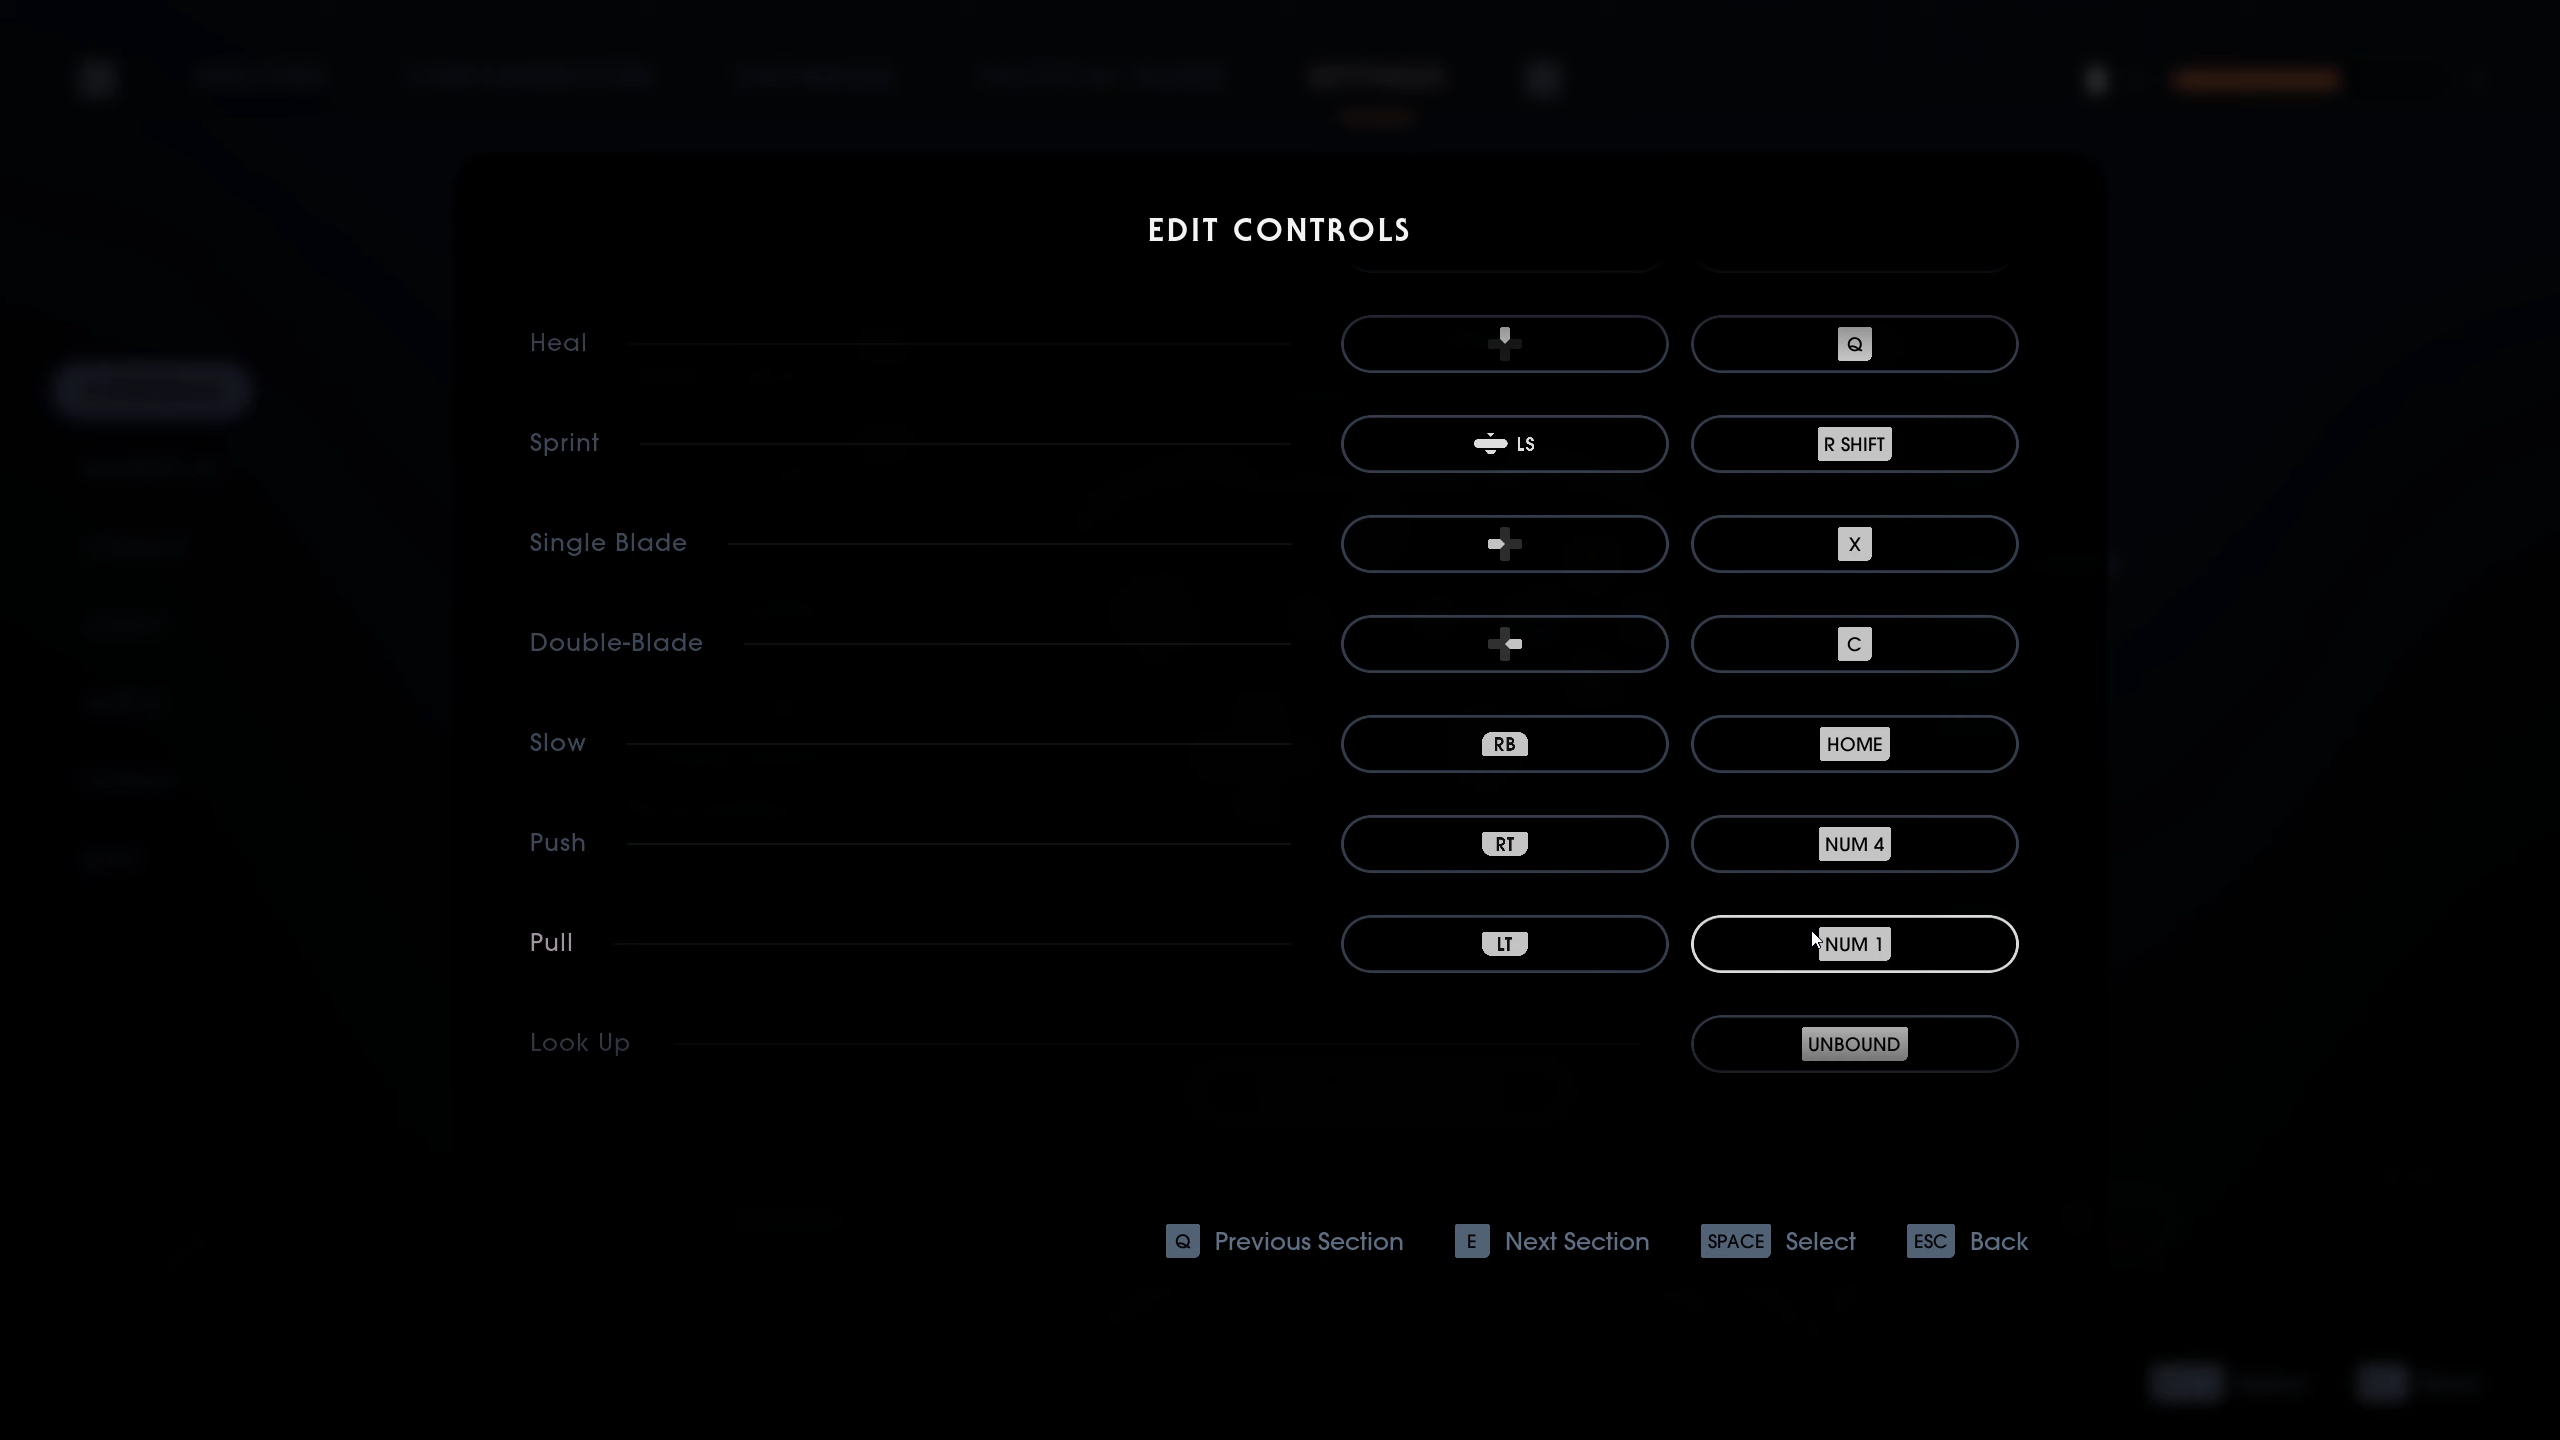 EDIT CONTROLS
Heal Q
Sprint LS R SHIFT
Single Blade X
Double-Blade C
Slow RB HOME
Push RT NUM 4
Pull LT NUM 1
Look Up UNBOUND
Q Previous Section E Next Section SPACE Select ESC Back